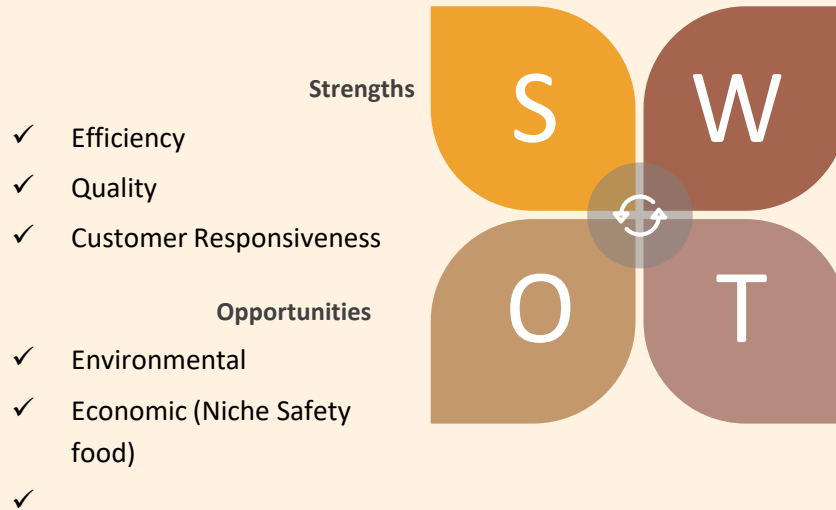 Strengths
✓ Efficiency
✓ Quality
✓ Customer Responsiveness
Opportunities
✓ Environmental
✓ Economic (Niche Safety
food)
✓
S W
O T